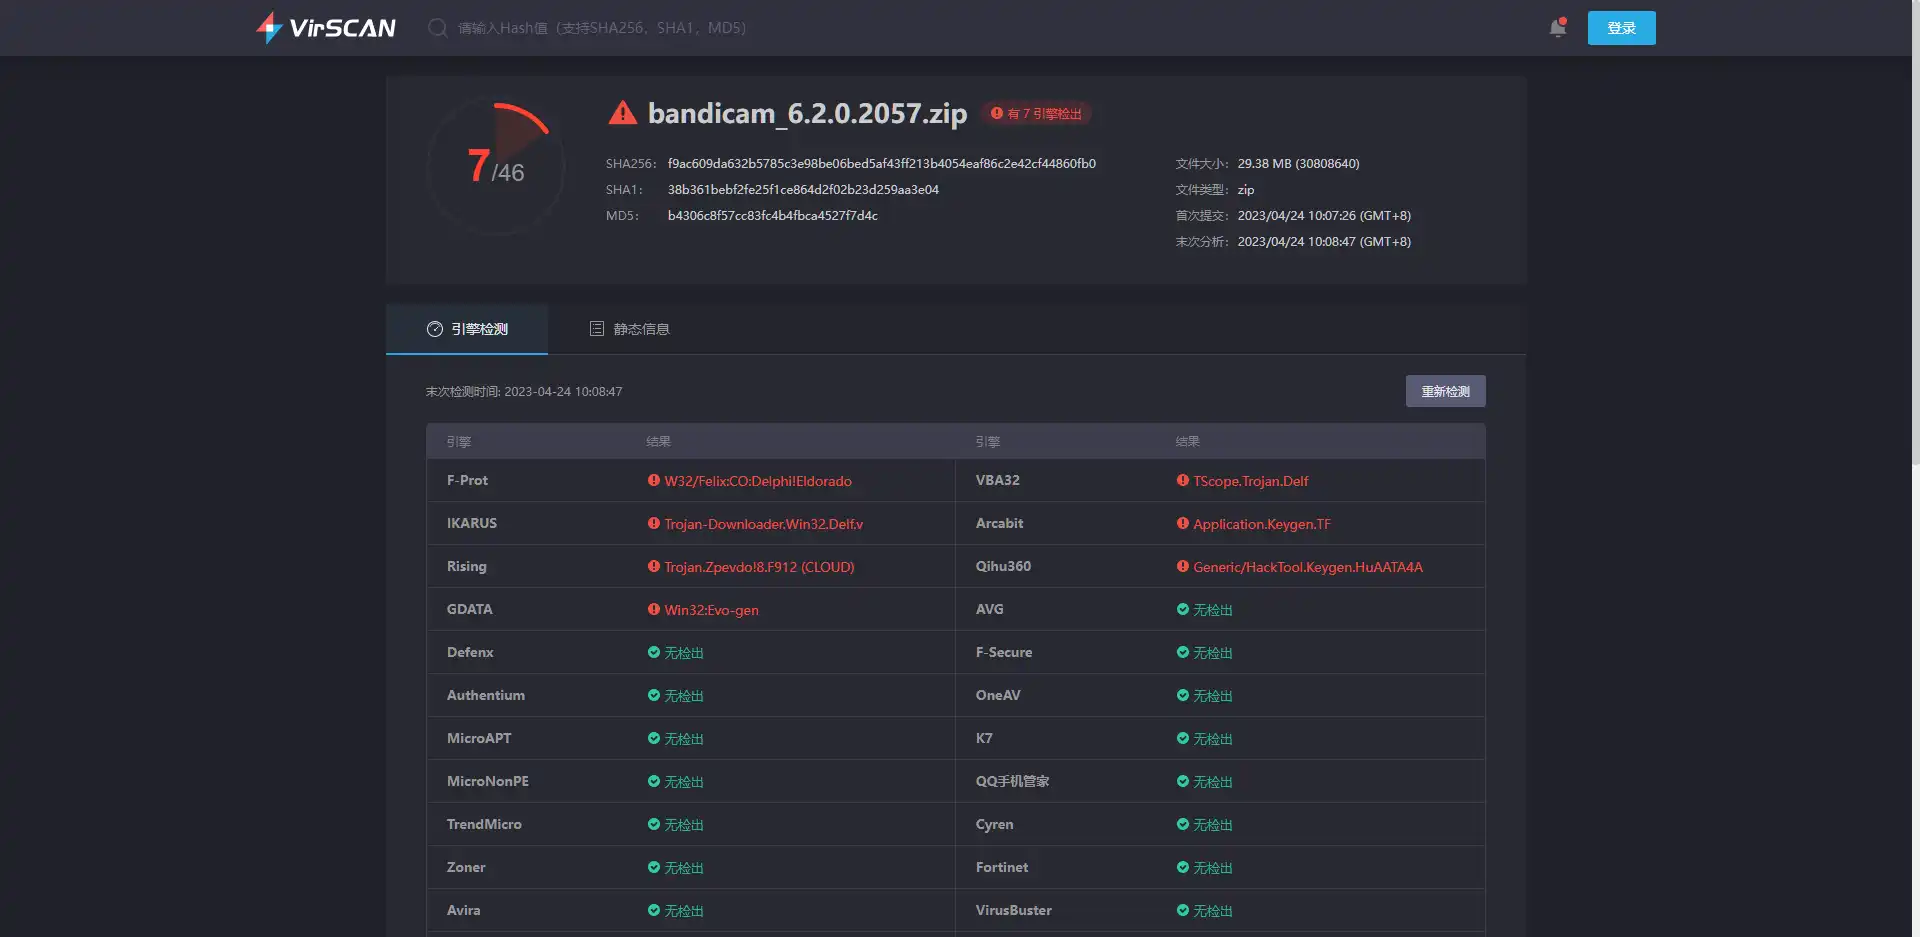 VirSCAN
请输入Hash值（支持SHA256，SHA1，MD5）
登录
7/46
bandicam_6.2.0.2057.zip
有 7 引擎检出
SHA256: f9ac609da632b5785c3e98be06bed5af43ff213b4054eaf86c2e42cf44860fb0
文件大小: 29.38 MB (30808640)
SHA1: 38b361bebf2fe25f1ce864d2f02b23d259aa3e04
文件类型: zip
MD5: b4306c8f57cc83fc4b4fbca4527f7d4c
首次提交: 2023/04/24 10:07:26 (GMT+8)
末次分析: 2023/04/24 10:08:47 (GMT+8)
引擎检测
静态信息
末次检测时间: 2023-04-24 10:08:47
重新检测
引擎 结果 引擎 结果
F-Prot W32/Felix:CO:Delphi!Eldorado VBA32 TScope.Trojan.Delf
IKARUS Trojan-Downloader.Win32.Delf.v Arcabit Application.Keygen.TF
Rising Trojan.Zpevdo!8.F912 (CLOUD) Qihu360 Generic/HackTool.Keygen.HuAATA4A
GDATA Win32:Evo-gen AVG 无检出
Defenx 无检出 F-Secure 无检出
Authentium 无检出 OneAV 无检出
MicroAPT 无检出 K7 无检出
MicroNonPE 无检出 QQ手机管家 无检出
TrendMicro 无检出 Cyren 无检出
Zoner 无检出 Fortinet 无检出
Avira 无检出 VirusBuster 无检出